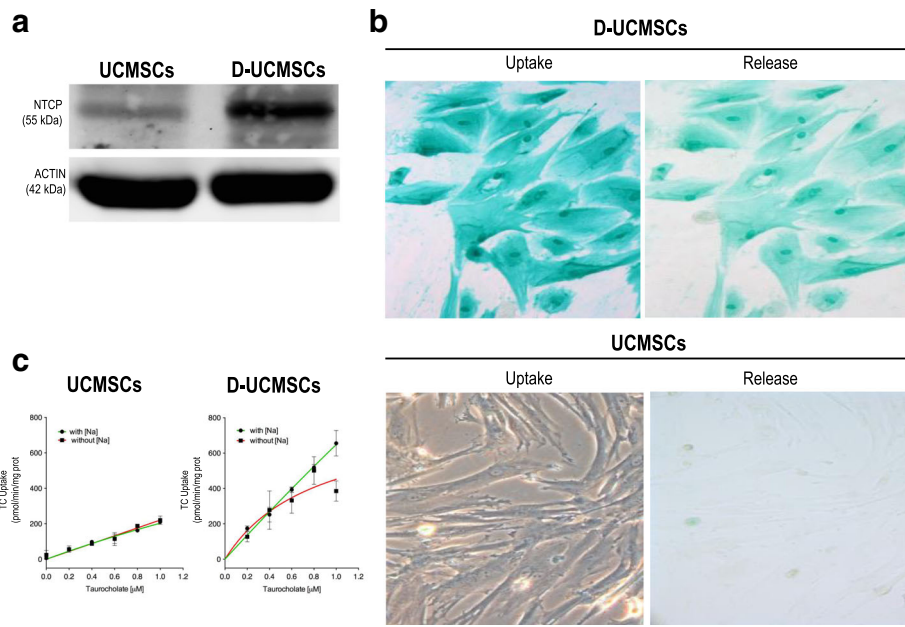 a
UCMSCs D-UCMSCs
NTCP
(55 kDa)
ACTIN
(42 kDa)
b
D-UCMSCs
Uptake Release
UCMSCs
Uptake Release
c
UCMSCs
TC Uptake
(pmol/min/mg prot)
800
600
400
200
0
with [Na]
without [Na]
0.0 0.2 0.4 0.6 0.8 1.0 1.2
Taurocholate [µM]
D-UCMSCs
TC Uptake
(pmol/min/mg prot)
800
600
400
200
0
with [Na]
without [Na]
0.0 0.2 0.4 0.6 0.8 1.0 1.2
Taurocholate [µM]